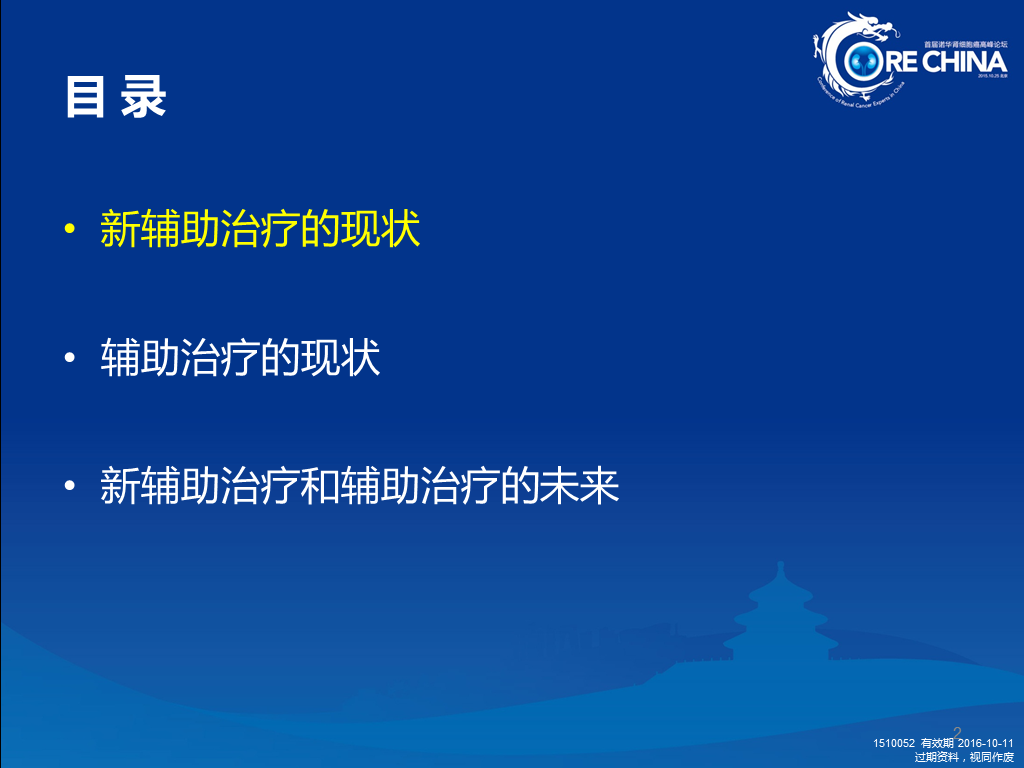 首届诺华肾细胞癌高峰论坛
CORE CHINA
2015.10.25 北京
Conference of Renal Cancer Experts in China
目录
• 新辅助治疗的现状
• 辅助治疗的现状
• 新辅助治疗和辅助治疗的未来
2
1510052 有效期 2016-10-11
过期资料，视同作废